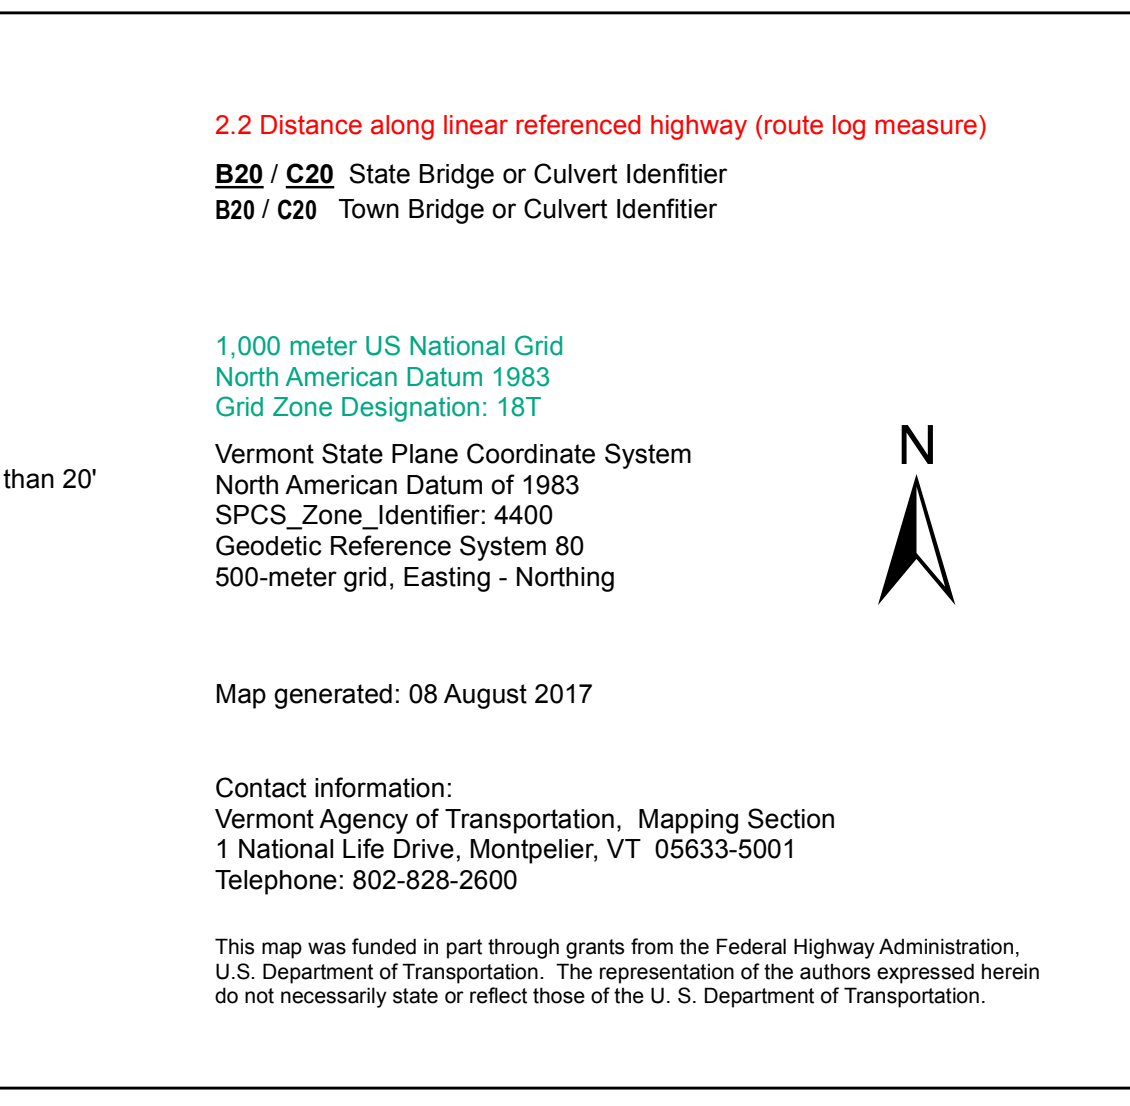 2.2 Distance along linear referenced highway (route log measure)
B20 / C20 State Bridge or Culvert Idenfitier
B20 / C20 Town Bridge or Culvert Idenfitier
1,000 meter US National Grid
North American Datum 1983
Grid Zone Designation: 18T
N
than 20'
Vermont State Plane Coordinate System
North American Datum of 1983
SPCS_Zone_Identifier: 4400
Geodetic Reference System 80
500-meter grid, Easting - Northing
Map generated: 08 August 2017
Contact information:
Vermont Agency of Transportation, Mapping Section
1 National Life Drive, Montpelier, VT 05633-5001
Telephone: 802-828-2600
This map was funded in part through grants from the Federal Highway Administration,
U.S. Department of Transportation. The representation of the authors expressed herein
do not necessarily state or reflect those of the U. S. Department of Transportation.